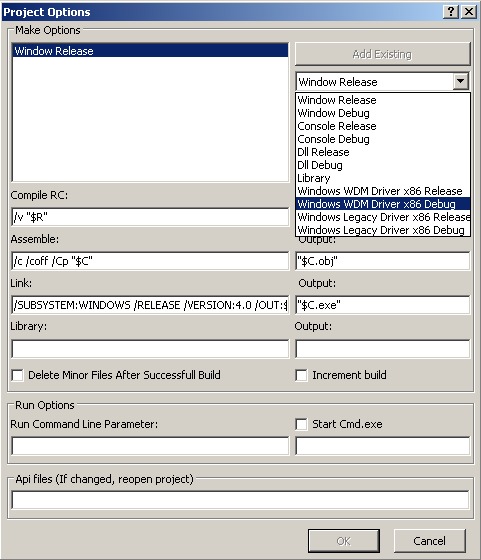 Project Options
Make Options
Window Release
Add Existing
Window Release
Window Release
Window Debug
Console Release
Console Debug
Dll Release
Dll Debug
Library
Windows WDM Driver x86 Release
Windows WDM Driver x86 Debug
Windows Legacy Driver x86 Release
Windows Legacy Driver x86 Debug
Compile RC:
/v "$R"
Assemble:
Output:
/c /coff /Cp "$C"
"$C.obj"
Link:
Output:
/SUBSYSTEM:WINDOWS /RELEASE /VERSION:4.0 /OUT:$
"$C.exe"
Library:
Output:
Delete Minor Files After Successfull Build
Increment build
Run Options
Run Command Line Parameter:
Start Cmd.exe
Api files (If changed, reopen project)
OK
Cancel